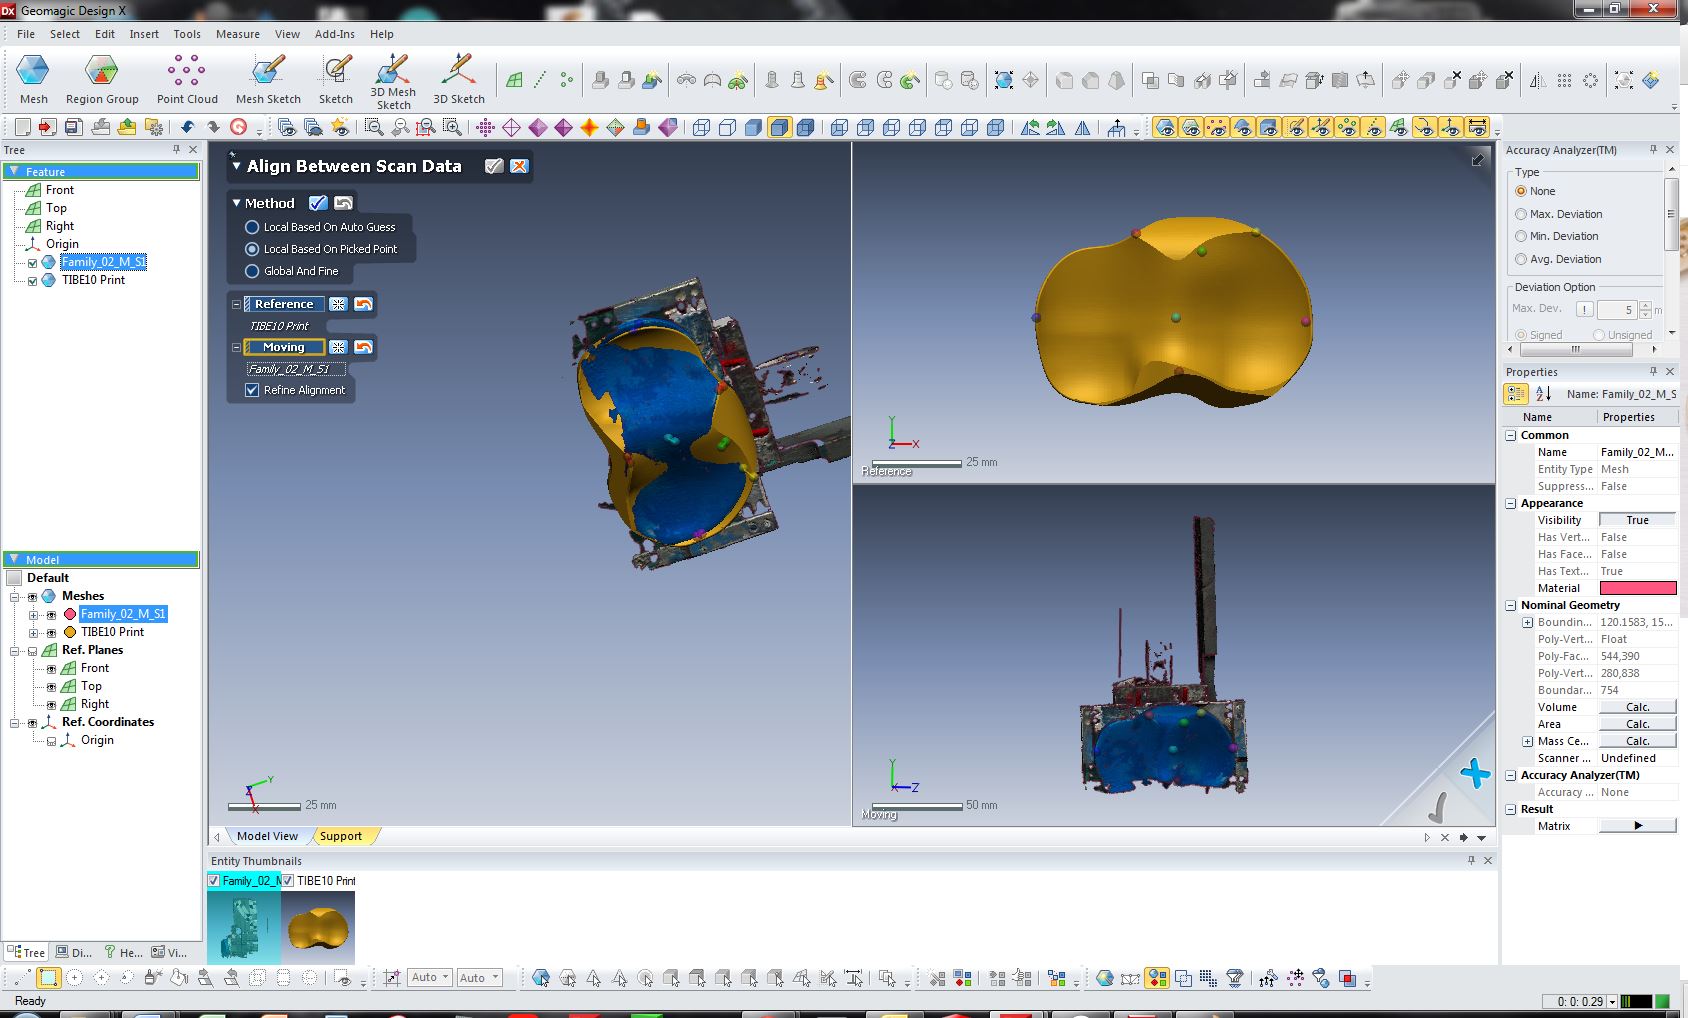 DX Geomagic Design X
File Select Edit Insert Tools Measure View Add-Ins Help
Mesh Region Group Point Cloud Mesh Sketch Sketch 3D Mesh Sketch 3D Sketch
Tree
Feature
Front
Top
Right
Origin
Family_02_M_S1
TIBE10 Print
Model
Default
Meshes
Family_02_M_S1
TIBE10 Print
Ref. Planes
Front
Top
Right
Ref. Coordinates
Origin
Tree Di... He... Vi...
Align Between Scan Data
Method
Local Based On Auto Guess
Local Based On Picked Point
Global And Fine
Reference
TIBE10 Print
Moving
Family_02_M_S1
Refine Alignment
Y
Z
X
25 mm
Y
Z X
25 mm
Reference
Y
X Z
50 mm
Moving
Model View Support
Entity Thumbnails
Family_02_M TIBE10 Print
Auto Auto
Ready
0: 0: 0.29
Accuracy Analyzer(TM)
Type
None
Max. Deviation
Min. Deviation
Avg. Deviation
Deviation Option
Max. Dev. ! 5 m
Signed Unsigned
Properties
A Z Name: Family_02_M_S
Name Properties
Common
Name Family_02_M...
Entity Type Mesh
Suppress... False
Appearance
Visibility True
Has Vert... False
Has Face... False
Has Text... True
Material
Nominal Geometry
Boundin... 120.1583, 15...
Poly-Vert... Float
Poly-Fac... 544,390
Poly-Vert... 280,838
Boundar... 754
Volume Calc.
Area Calc.
Mass Ce... Calc.
Scanner ... Undefined
Accuracy Analyzer(TM)
Accuracy ... None
Result
Matrix